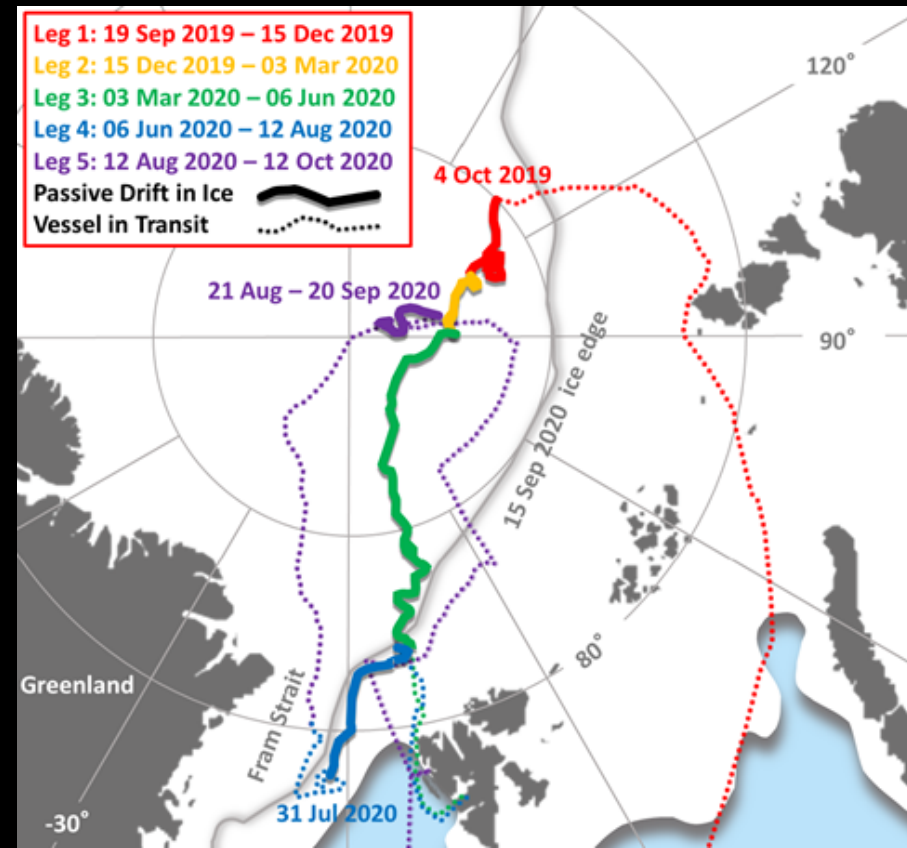 Leg 1: 19 Sep 2019 – 15 Dec 2019
Leg 2: 15 Dec 2019 – 03 Mar 2020
Leg 3: 03 Mar 2020 – 06 Jun 2020
Leg 4: 06 Jun 2020 – 12 Aug 2020
Leg 5: 12 Aug 2020 – 12 Oct 2020
Passive Drift in Ice
Vessel in Transit
120°
4 Oct 2019
21 Aug – 20 Sep 2020
90°
15 Sep 2020 ice edge
80°
Greenland
Fram Strait
31 Jul 2020
-30°